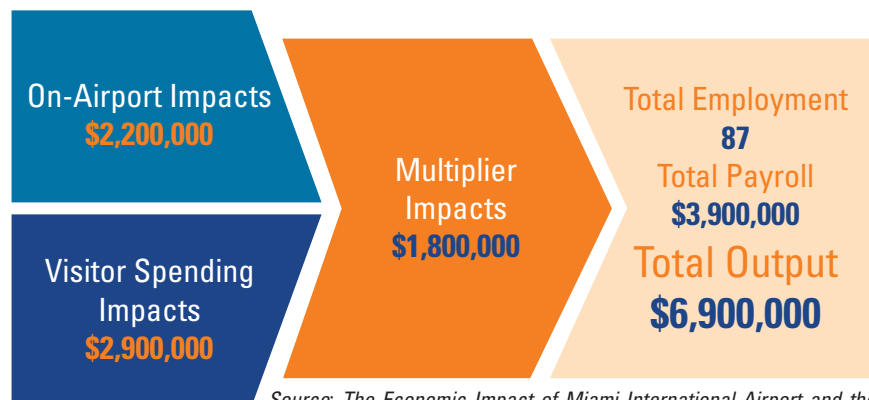 On-Airport Impacts
$2,200,000
Visitor Spending
Impacts
$2,900,000
Multiplier
Impacts
$1,800,000
Total Employment
87
Total Payroll
$3,900,000
Total Output
$6,900,000
Source: The Economic Impact of Miami International Airport and the